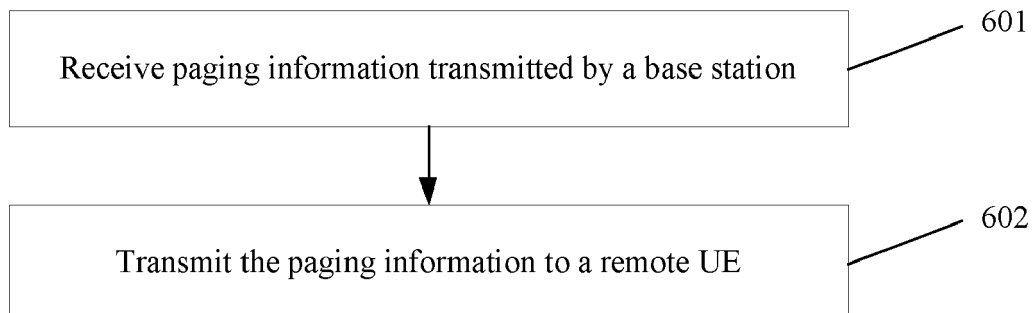 601
Receive paging information transmitted by a base station
602
Transmit the paging information to a remote UE